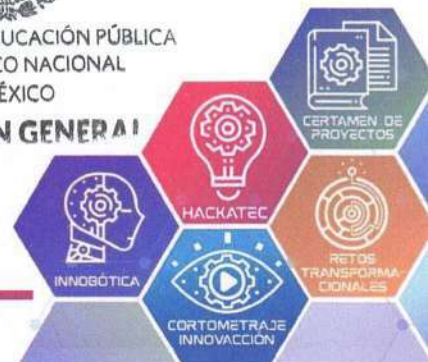 UCACIÓN PÚBLICA
CO NACIONAL
ÉXICO
N GENERAL
CERTAMEN DE
PROYECTOS
HACKATEC
INNOBÓTICA
RETOS
TRANSFORMA-
CIONALES
CORTOMETRAJE
INNOVACCIÓN